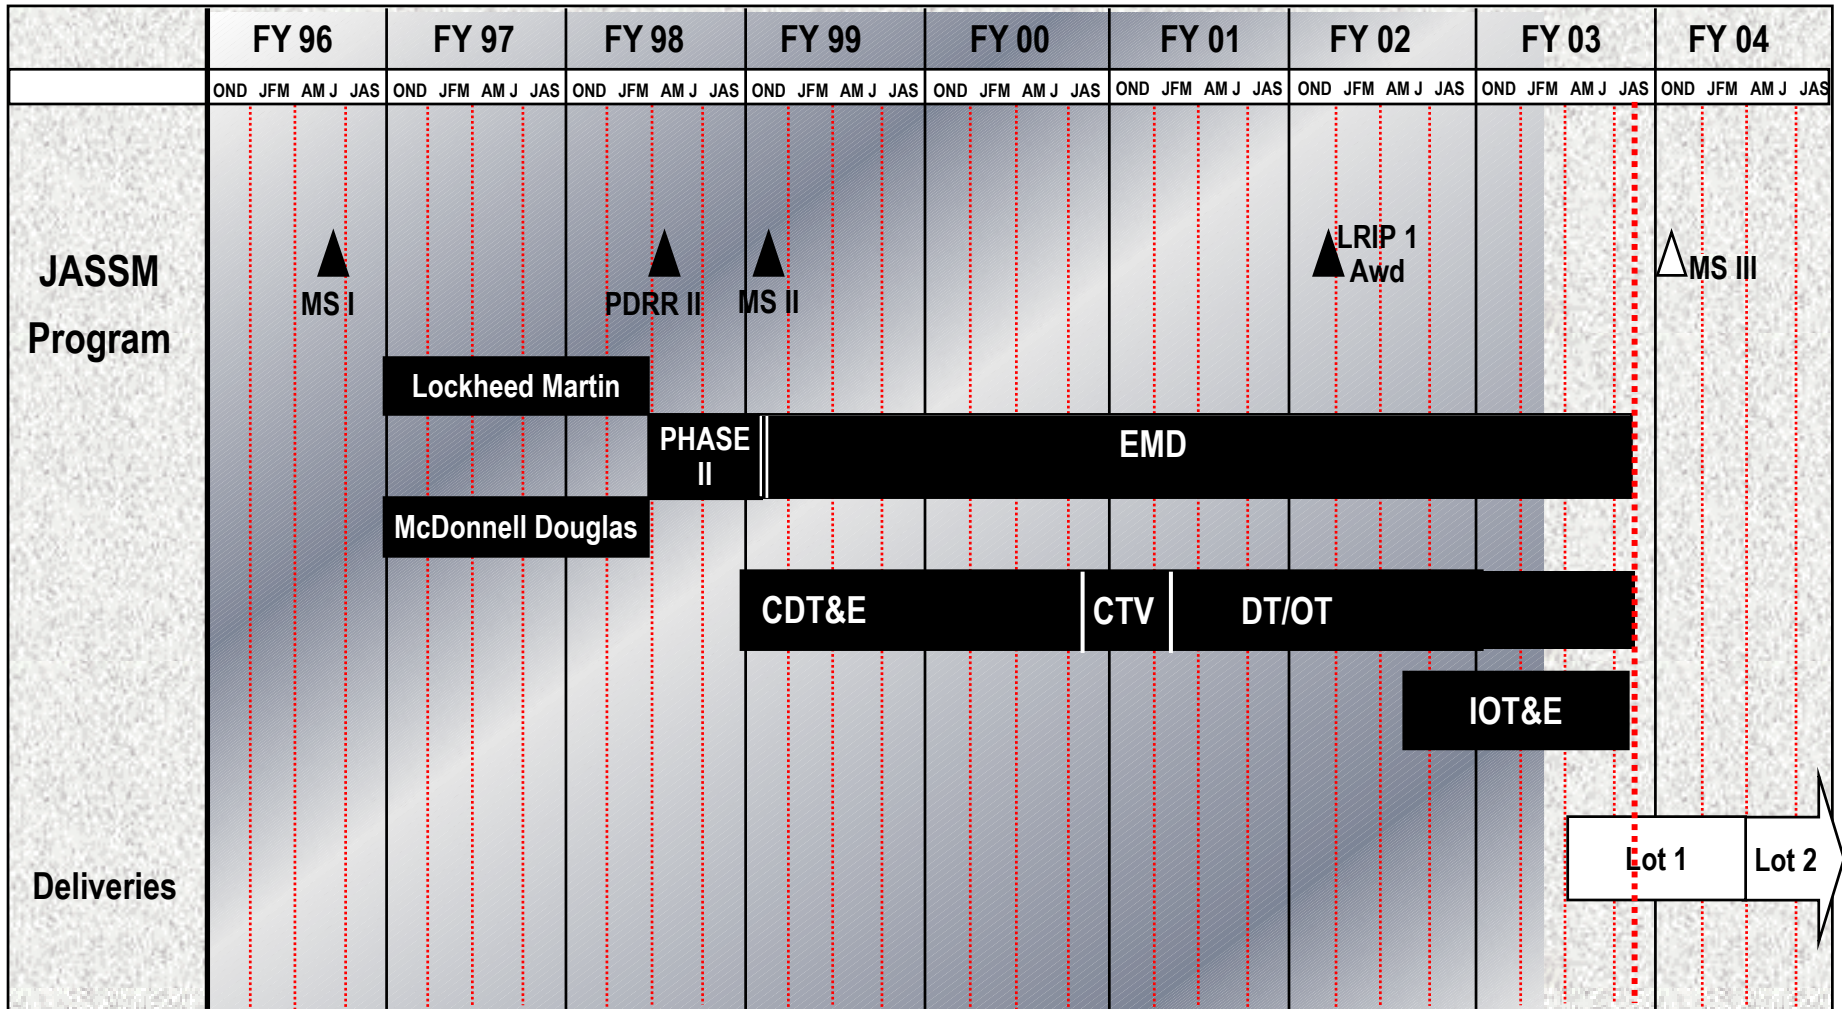 FY 96 FY 97 FY 98 FY 99 FY 00 FY 01 FY 02 FY 03 FY 04
OND JFM AM J JAS OND JFM AM J JAS OND JFM AM J JAS OND JFM AM J JAS OND JFM AM J JAS OND JFM AM J JAS OND JFM AM J JAS OND JFM AM J JAS OND JFM AM J JAS
JASSM
Program
MS I
PDRR II
MS II
LRIP 1
Awd
MS III
Lockheed Martin
PHASE
II
EMD
McDonnell Douglas
CDT&E
CTV
DT/OT
IOT&E
Deliveries
Lot 1
Lot 2